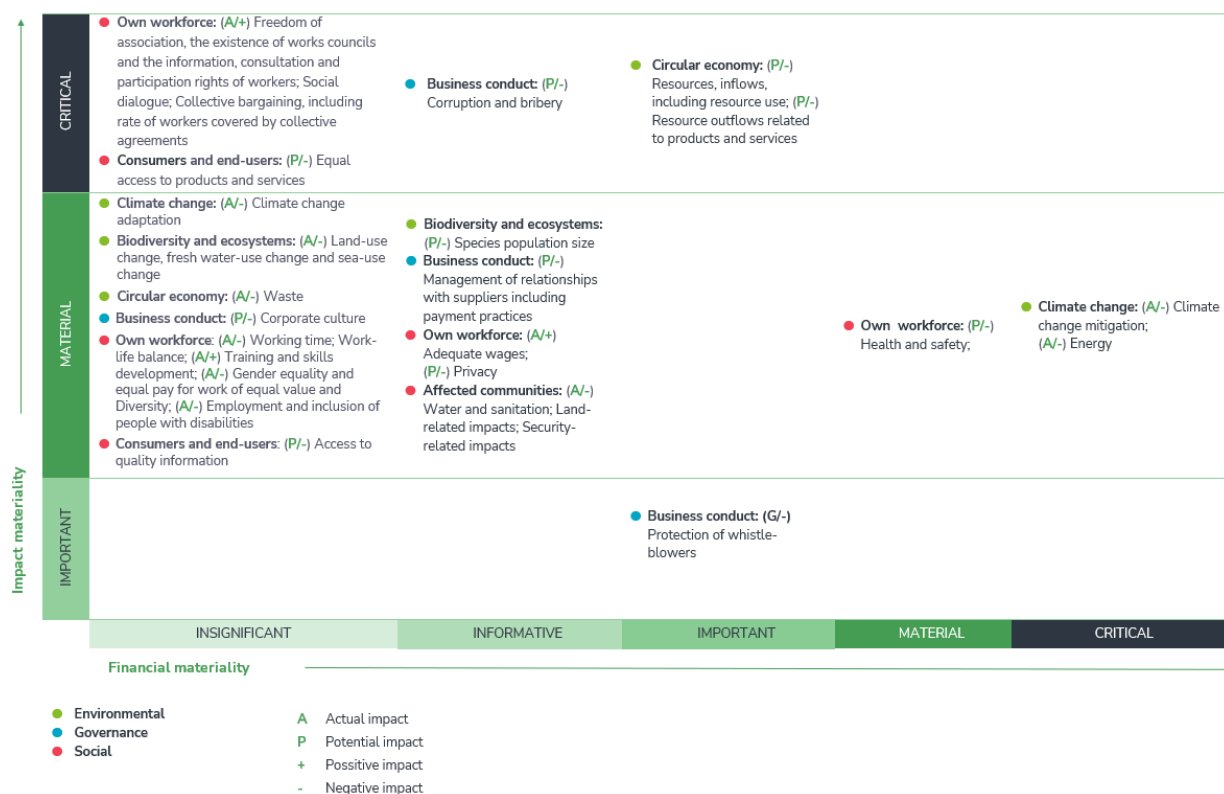 Impact materiality
CRITICAL
Own workforce: (A/+) Freedom of
association, the existence of works councils
and the information, consultation and
participation rights of workers; Social
dialogue; Collective bargaining, including
rate of workers covered by collective
agreements
Consumers and end-users: (P/-) Equal
access to products and services
Business conduct: (P/-)
Corruption and bribery
Circular economy: (P/-)
Resources, inflows,
including resource use; (P/-)
Resource outflows related
to products and services
MATERIAL
Climate change: (A/-) Climate change
adaptation
Biodiversity and ecosystems: (A/-) Land-use
change, fresh water-use change and sea-use
change
Circular economy: (A/-) Waste
Business conduct: (P/-) Corporate culture
Own workforce: (A/-) Working time; Work-
life balance; (A/+) Training and skills
development; (A/-) Gender equality and
equal pay for work of equal value and
Diversity; (A/-) Employment and inclusion of
people with disabilities
Consumers and end-users: (P/-) Access to
quality information
Biodiversity and ecosystems:
(P/-) Species population size
Business conduct: (P/-)
Management of relationships
with suppliers including
payment practices
Own workforce: (A/+)
Adequate wages;
(P/-) Privacy
Affected communities: (A/-)
Water and sanitation; Land-
related impacts; Security-
related impacts
Own workforce: (P/-)
Health and safety;
Climate change: (A/-) Climate
change mitigation;
(A/-) Energy
IMPORTANT
Business conduct: (G/-)
Protection of whistle-
blowers
INSIGNIFICANT
INFORMATIVE
IMPORTANT
MATERIAL
CRITICAL
Financial materiality
Environmental
Governance
Social
A Actual impact
P Potential impact
+ Possitive impact
- Negative impact